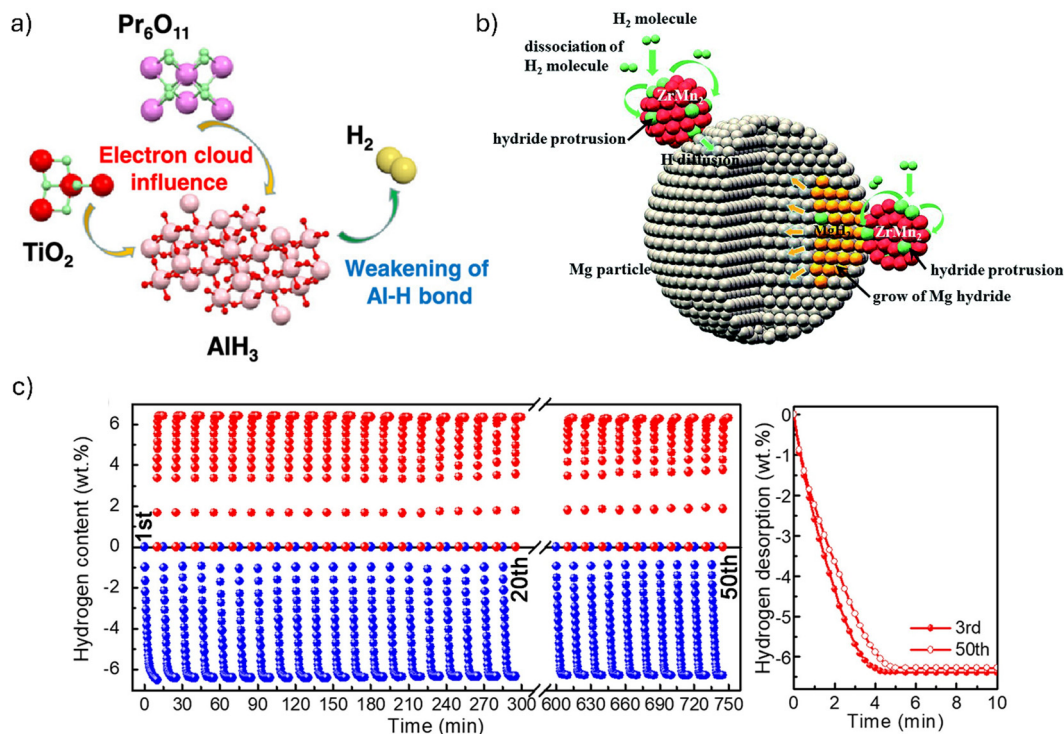 a)
Pr₆O₁₁
Electron cloud
influence
TiO₂
H₂
Weakening of
Al-H bond
AlH₃
b)
H₂ molecule
dissociation of
H₂ molecule
ZrMn₂
hydride protrusion
H diffusion
MgH₂
ZrMn₂
Mg particle
hydride protrusion
grow of Mg hydride
c)
Hydrogen content (wt.%)
6
4
2
0
-2
-4
-6
1st
20th
50th
0 30 60 90 120 150 180 210 240 270 300 600 630 660 690 720 750
Time (min)
Hydrogen desorption (wt.%)
0
-1
-2
-3
-4
-5
-6
3rd
50th
0 2 4 6 8 10
Time (min)